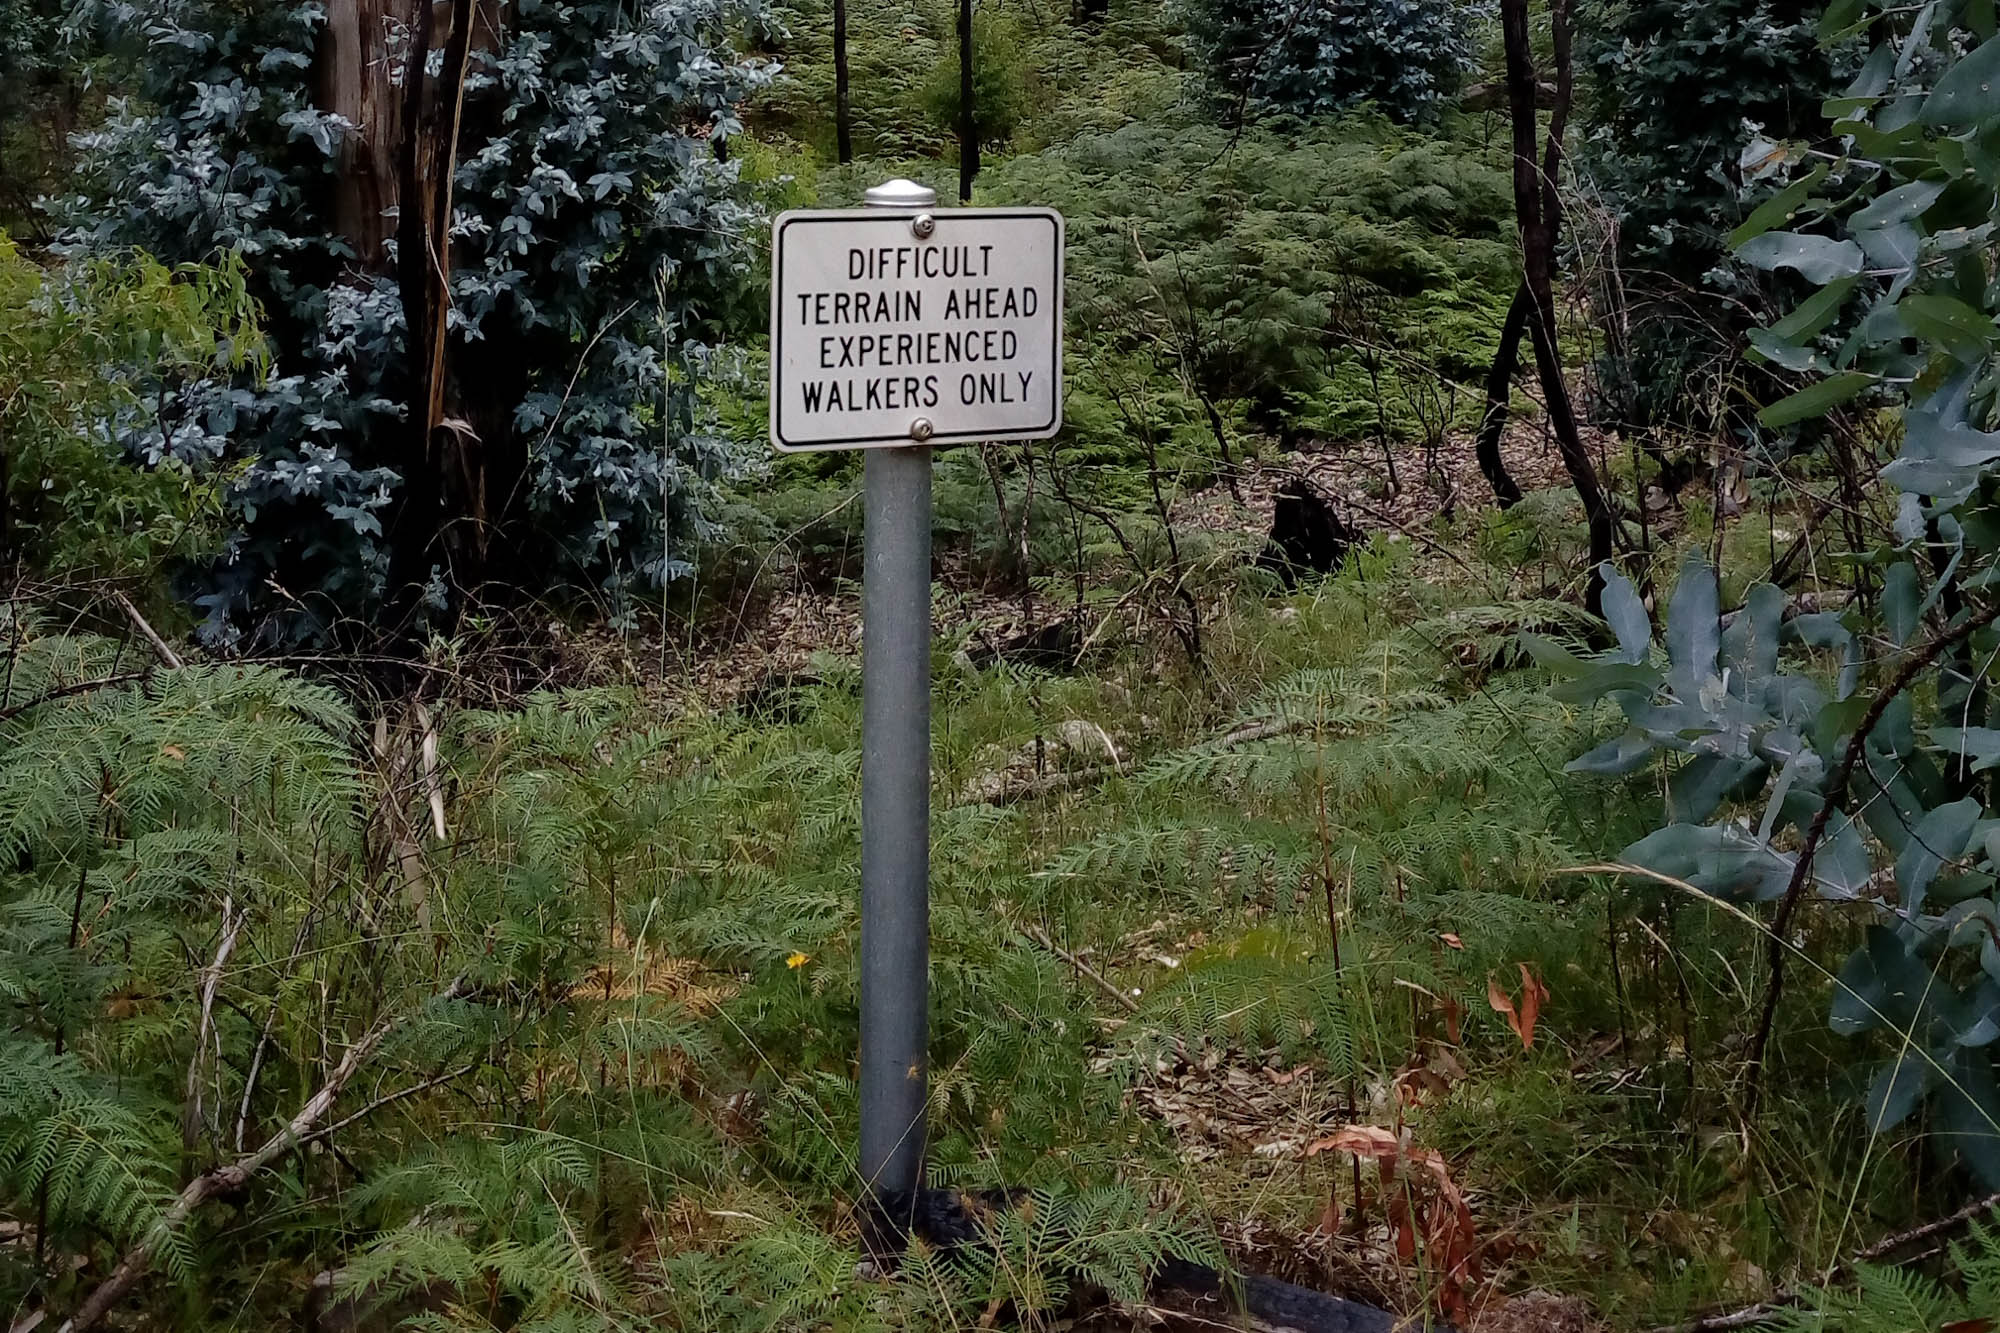 DIFFICULT
TERRAIN AHEAD
EXPERIENCED
WALKERS ONLY